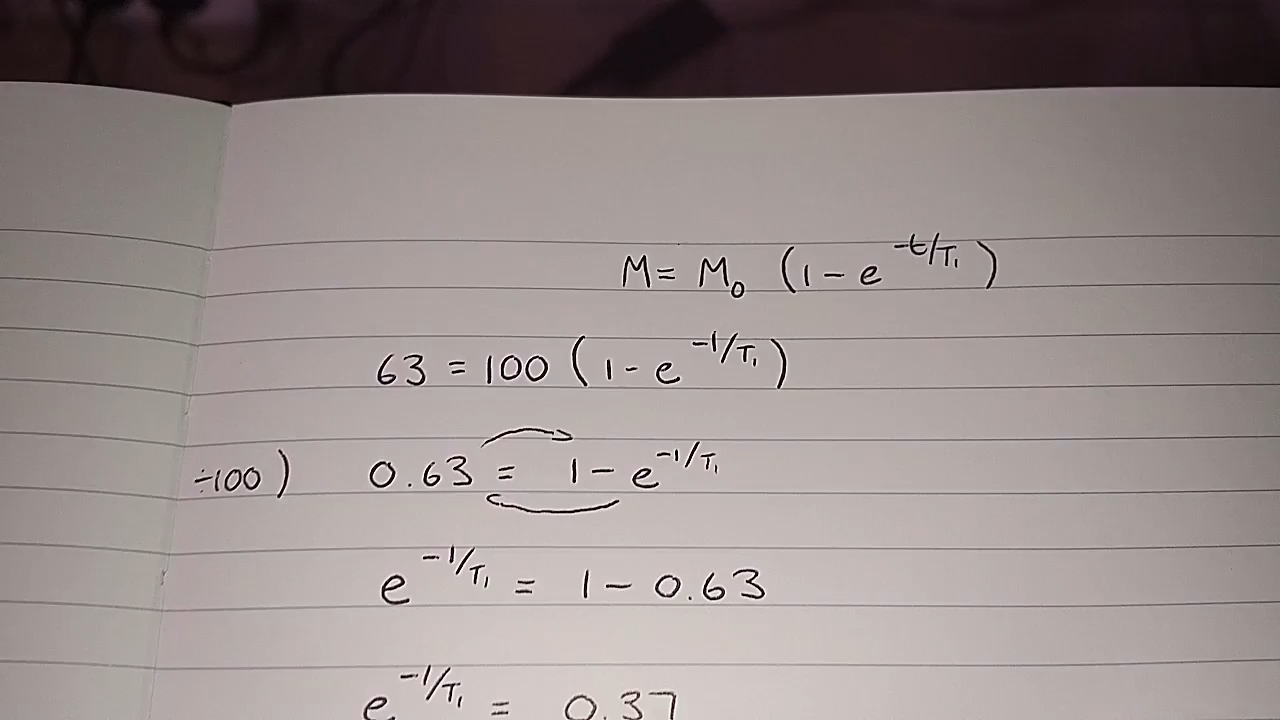 M = M₀ (1 - e^(-t/T₁))
63 = 100 (1 - e^(-1/T₁))
÷100) 0.63 = 1 - e^(-1/T₁)
e^(-1/T₁) = 1 - 0.63
e^(-1/T₁) = 0.37